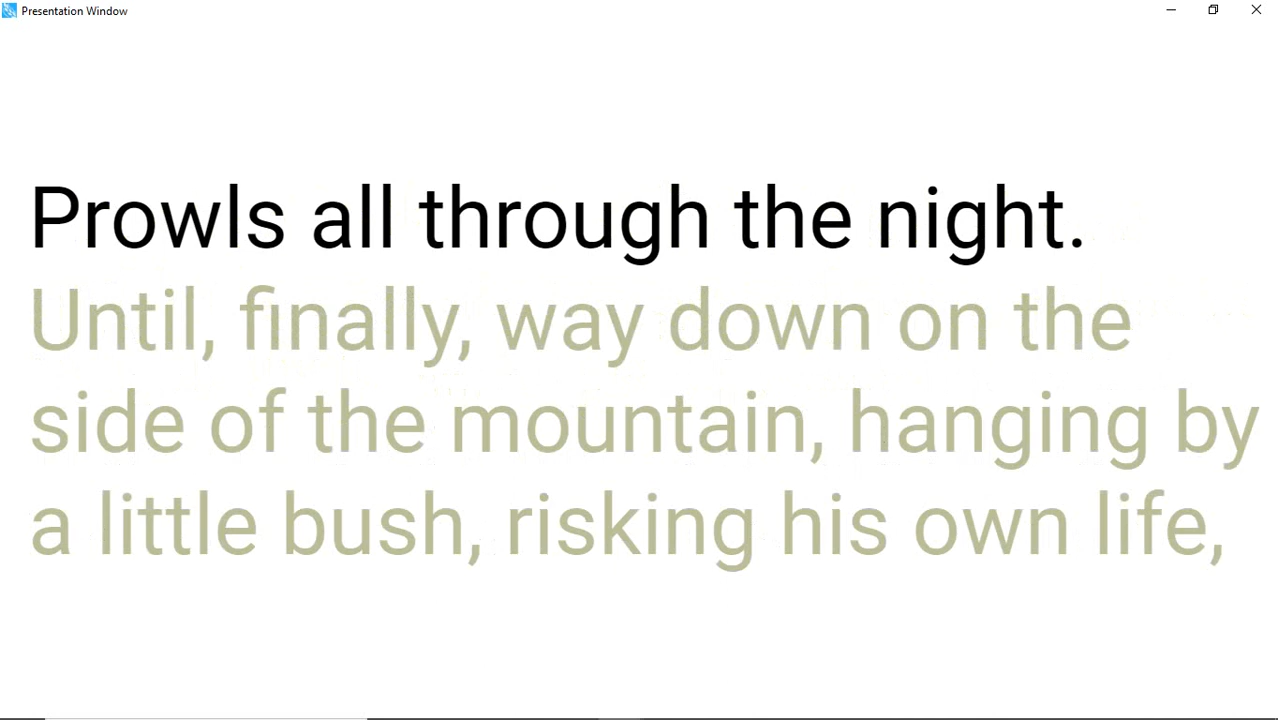 Presentation Window
Prowls all through the night.
Until, finally, way down on the
side of the mountain, hanging by
a little bush, risking his own life,